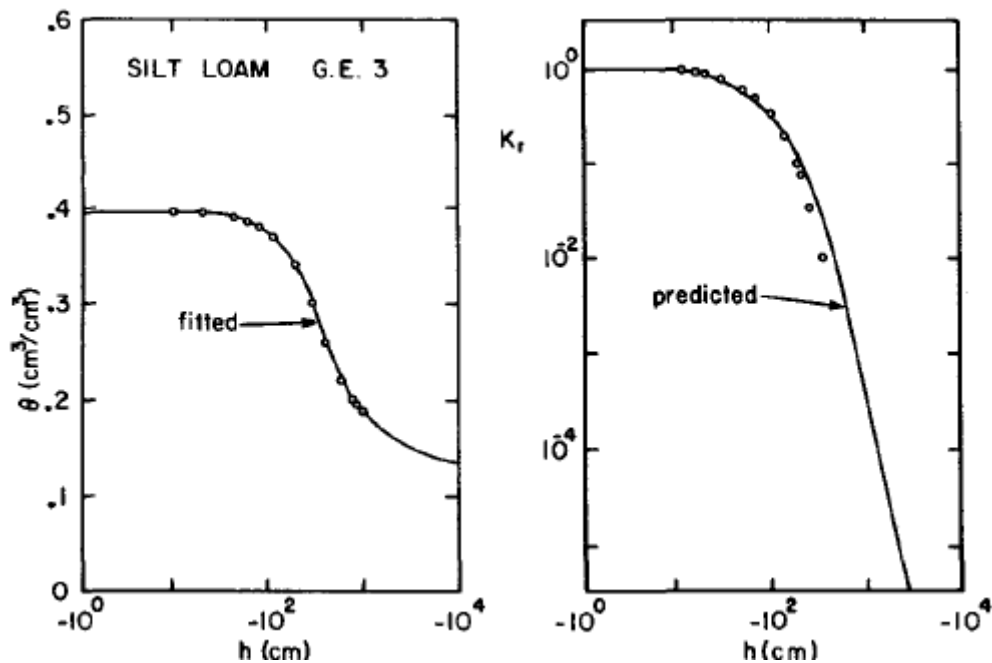 .6
SILT LOAM G.E. 3
.5
.4
.3
.2
.1
0
θ (cm³/cm³)
fitted
-10⁰
-10²
-10⁴
h (cm)
10⁰
Kᵣ
10⁻²
predicted
10⁻⁴
-10⁰
-10²
-10⁴
h (cm)